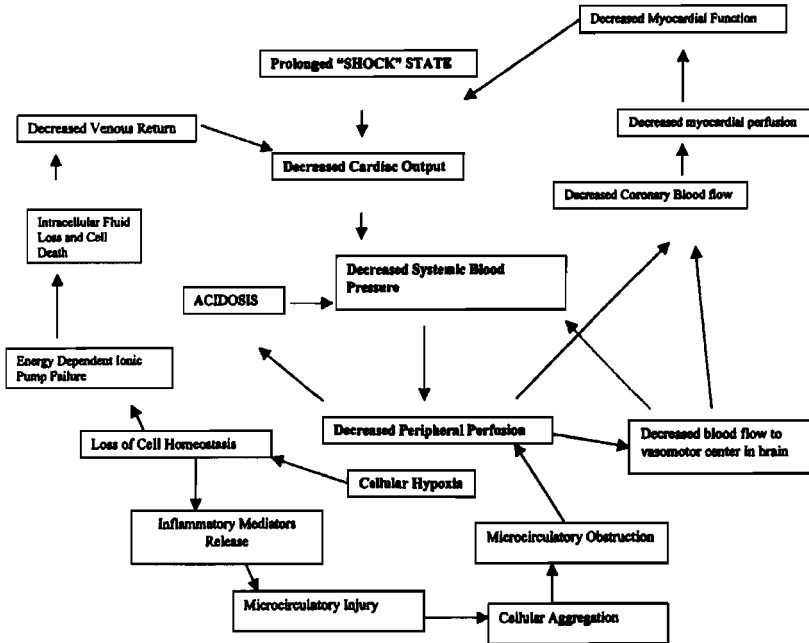 Decreased Myocardial Function
Prolonged “SHOCK” STATE
Decreased Venous Return
Decreased myocardial perfusion
Decreased Cardiac Output
Decreased Coronary Blood flow
Intracellular Fluid
Loss and Cell
Death
Decreased Systemic Blood
Pressure
ACIDOSIS
Energy Dependent Ionic
Pump Failure
Decreased Peripheral Perfusion
Decreased blood flow to
vasomotor center in brain
Loss of Cell Homeostasis
Cellular Hypoxia
Inflammatory Mediators
Release
Microcirculatory Obstruction
Microcirculatory Injury
Cellular Aggregation